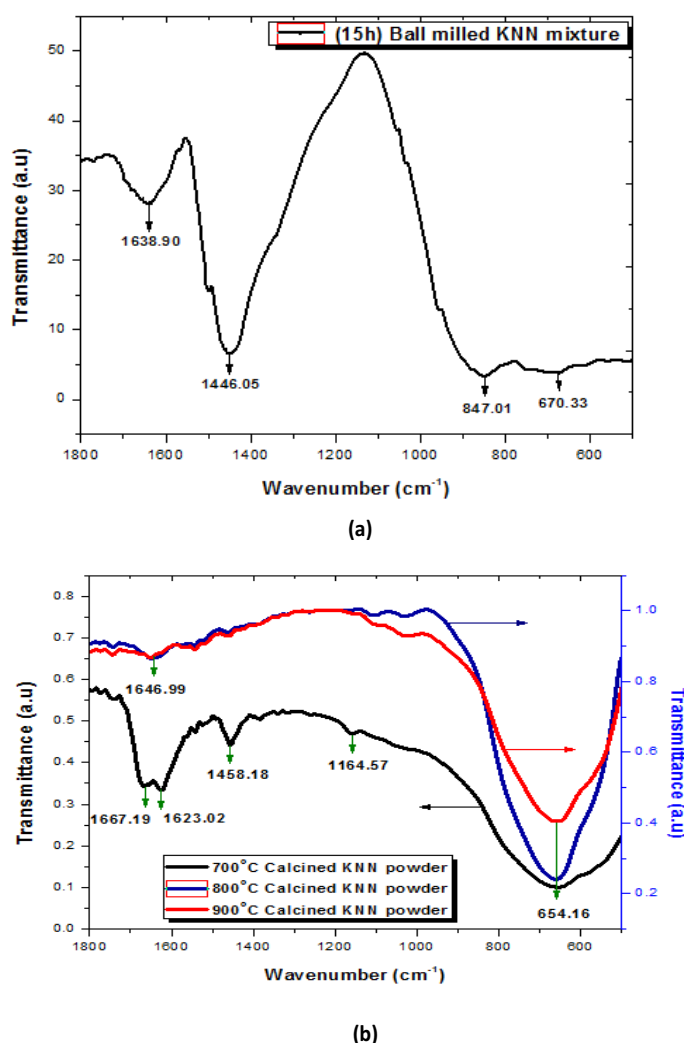 (15h) Ball milled KNN mixture
50
40
30
20
10
0
Transmittance (a.u)
1638.90
1446.05
847.01
670.33
1800 1600 1400 1200 1000 800 600
Wavenumber (cm-1)
(a)
0.8
0.7
0.6
0.5
0.4
0.3
0.2
0.1
0.0
Transmittance (a.u)
1.0
0.8
0.6
0.4
0.2
Transmittance (a.u)
1646.99
1458.18
1164.57
1667.19
1623.02
654.16
700°C Calcined KNN powder
800°C Calcined KNN powder
900°C Calcined KNN powder
1800 1600 1400 1200 1000 800 600
Wavenumber (cm-1)
(b)